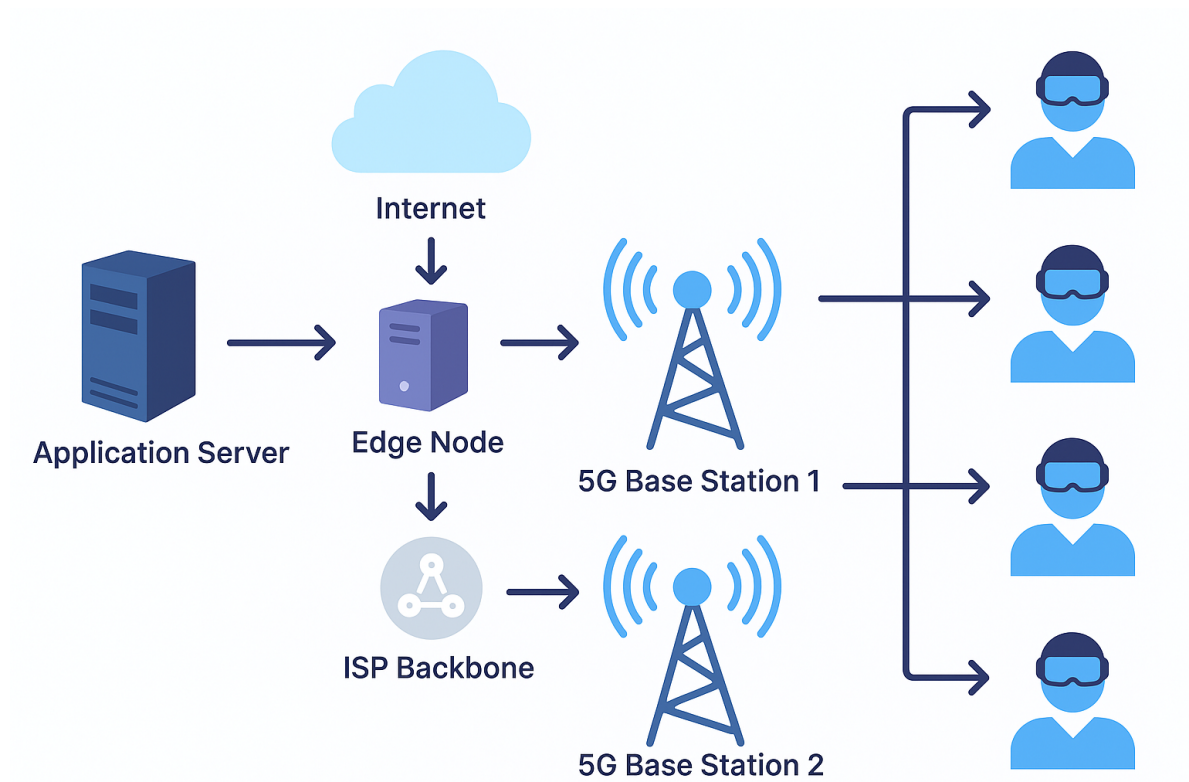 Internet
Application Server
Edge Node
5G Base Station 1
ISP Backbone
5G Base Station 2